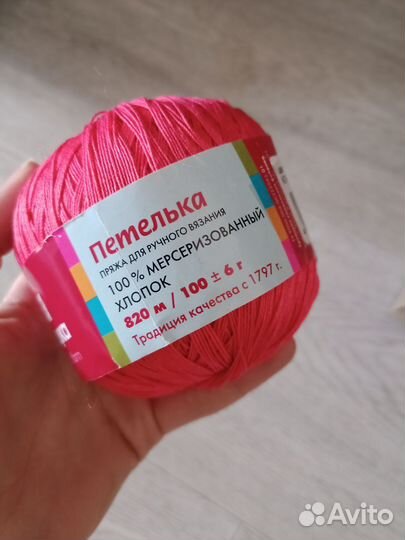 Петелька
ПРЯЖА ДЛЯ РУЧНОГО ВЯЗАНИЯ
100 % МЕРСЕРИЗОВАННЫЙ
ХЛОПОК
820 м / 100 ± 6 г
Традиция качества с 1797 г.
Avito